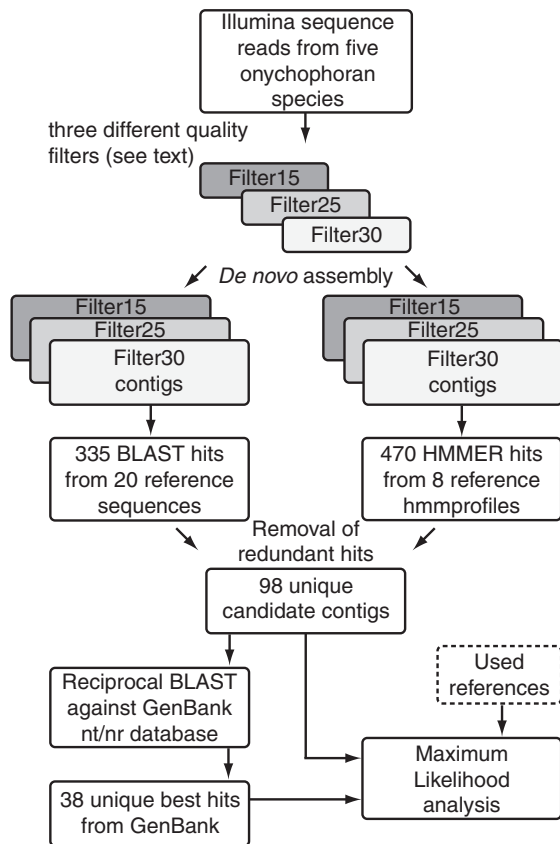 Illumina sequence
reads from five
onychophoran
species
three different quality
filters (see text)
Filter15
Filter25
Filter30
De novo assembly
Filter15
Filter25
Filter30
contigs
Filter15
Filter25
Filter30
contigs
335 BLAST hits
from 20 reference
sequences
470 HMMER hits
from 8 reference
hmmprofiles
Removal of
redundant hits
98 unique
candidate contigs
Reciprocal BLAST
against GenBank
nt/nr database
Used
references
38 unique best hits
from GenBank
Maximum
Likelihood
analysis